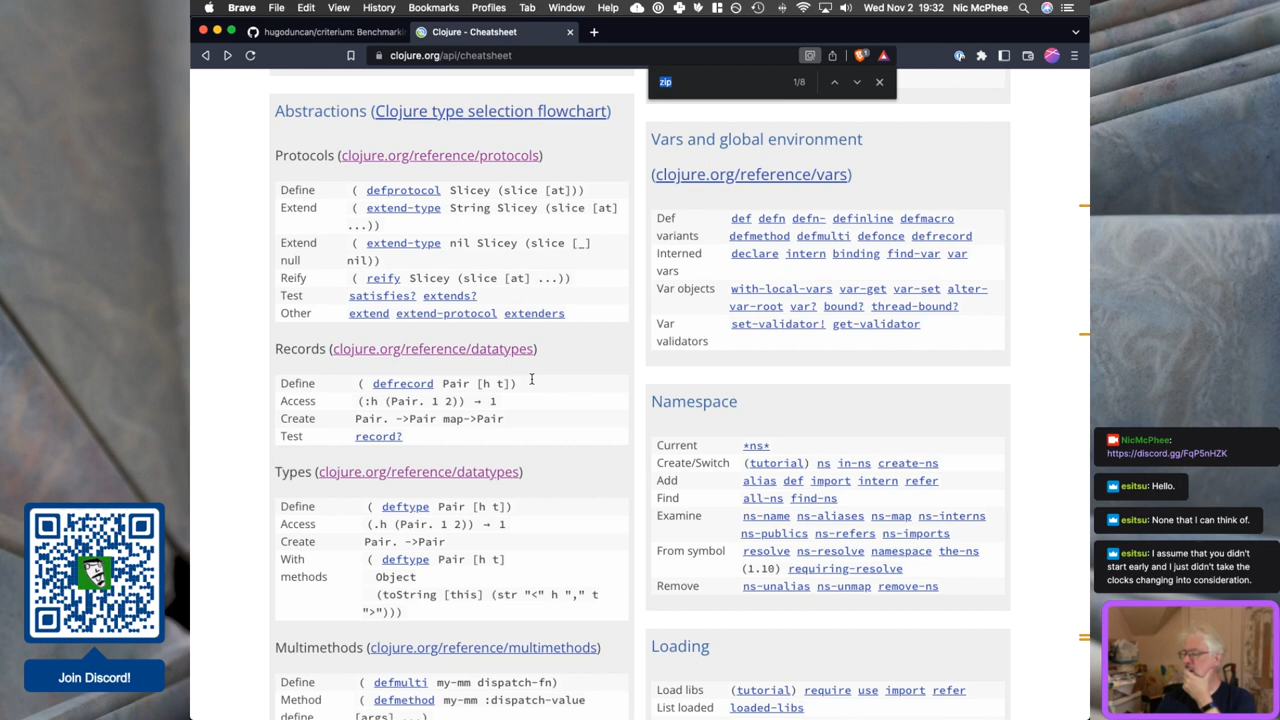 Brave File Edit View History Bookmarks Profiles Tab Window Help Wed Nov 2 19:32 Nic McPhee
hugoduncan/criterium: Benchmarki
Clojure - Cheatsheet
clojure.org/api/cheatsheet
zip 1/8
Abstractions (Clojure type selection flowchart)
Protocols (clojure.org/reference/protocols)
Define ( defprotocol Slicey (slice [at]))
Extend ( extend-type String Slicey (slice [at]
...))
Extend ( extend-type nil Slicey (slice [_]
null nil))
Reify ( reify Slicey (slice [at] ...))
Test satisfies? extends?
Other extend extend-protocol extenders
Records (clojure.org/reference/datatypes)
Define ( defrecord Pair [h t])
Access (:h (Pair. 1 2)) → 1
Create Pair. ->Pair map->Pair
Test record?
Types (clojure.org/reference/datatypes)
Define ( deftype Pair [h t])
Access (.h (Pair. 1 2)) → 1
Create Pair. ->Pair
With ( deftype Pair [h t]
methods Object
(toString [this] (str "<" h "," t
">")))
Multimethods (clojure.org/reference/multimethods)
Define ( defmulti my-mm dispatch-fn)
Method ( defmethod my-mm :dispatch-value
define [args] ...)
Vars and global environment
(clojure.org/reference/vars)
Def def defn defn- definline defmacro
variants defmethod defmulti defonce defrecord
Interned declare intern binding find-var var
vars
Var objects with-local-vars var-get var-set alter-
var-root var? bound? thread-bound?
Var set-validator! get-validator
validators
Namespace
Current *ns*
Create/Switch (tutorial) ns in-ns create-ns
Add alias def import intern refer
Find all-ns find-ns
Examine ns-name ns-aliases ns-map ns-interns
ns-publics ns-refers ns-imports
From symbol resolve ns-resolve namespace the-ns
(1.10) requiring-resolve
Remove ns-unalias ns-unmap remove-ns
Loading
Load libs (tutorial) require use import refer
List loaded loaded-libs
Join Discord!
NicMcPhee:
https://discord.gg/FqP5nHZK
esitsu: Hello.
esitsu: None that I can think of.
esitsu: I assume that you didn't
start early and I just didn't take the
clocks changing into consideration.